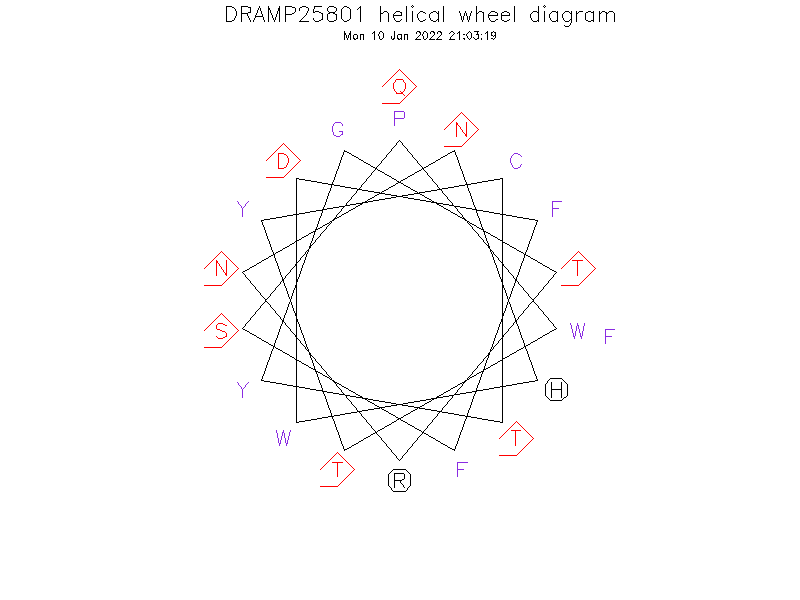 DRAMP25801 helical wheel diagram
Mon 10 Jan 2022 21:03:19
Q
G P N
D C
Y F
N T
S W F
Y H
W T
T R F